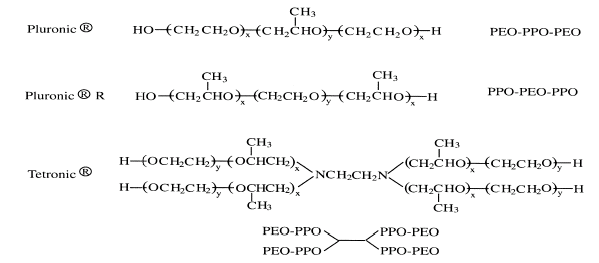 CH₃
Pluronic ® HO–(CH₂CH₂O)ₓ–(CH₂CHO)ᵧ–(CH₂CH₂O)ₓ–H PEO-PPO-PEO
CH₃ CH₃
Pluronic ® R HO–(CH₂CHO)ₓ–(CH₂CH₂O)ᵧ–(CH₂CHO)ₓ–H PPO-PEO-PPO
CH₃ CH₃
H–(OCH₂CH₂)ᵧ–(OCHCH₂)ₓ (CH₂CHO)ₓ–(CH₂CH₂O)ᵧ–H
Tetronic ® NCH₂CH₂N
H–(OCH₂CH₂)ᵧ–(OCHCH₂)ₓ (CH₂CHO)ₓ–(CH₂CH₂O)ᵧ–H
CH₃ CH₃
PEO-PPO PPO-PEO
PEO-PPO PPO-PEO